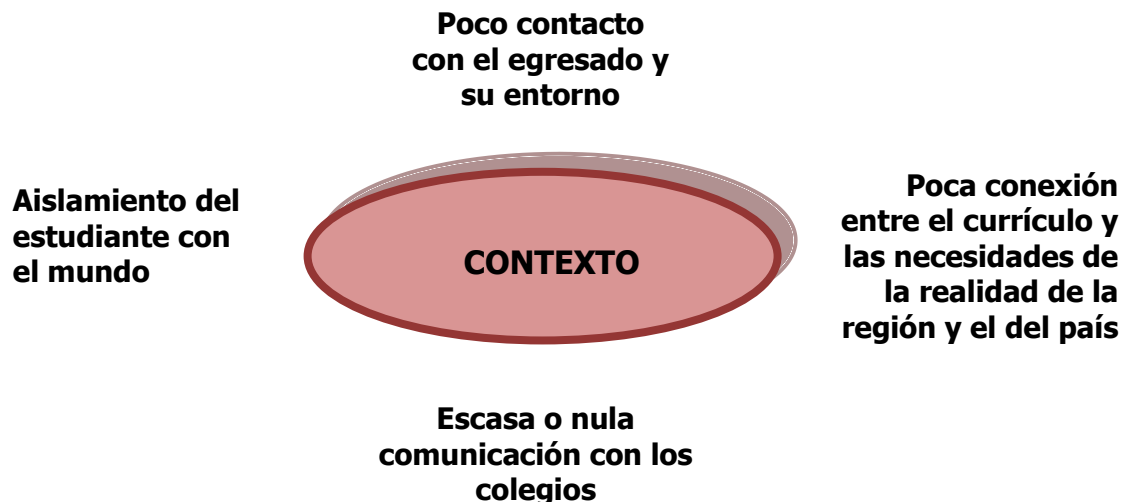 Poco contacto
con el egresado y
su entorno
Aislamiento del
estudiante con
el mundo
CONTEXTO
Poca conexión
entre el currículo y
las necesidades de
la realidad de la
región y el del país
Escasa o nula
comunicación con los
colegios